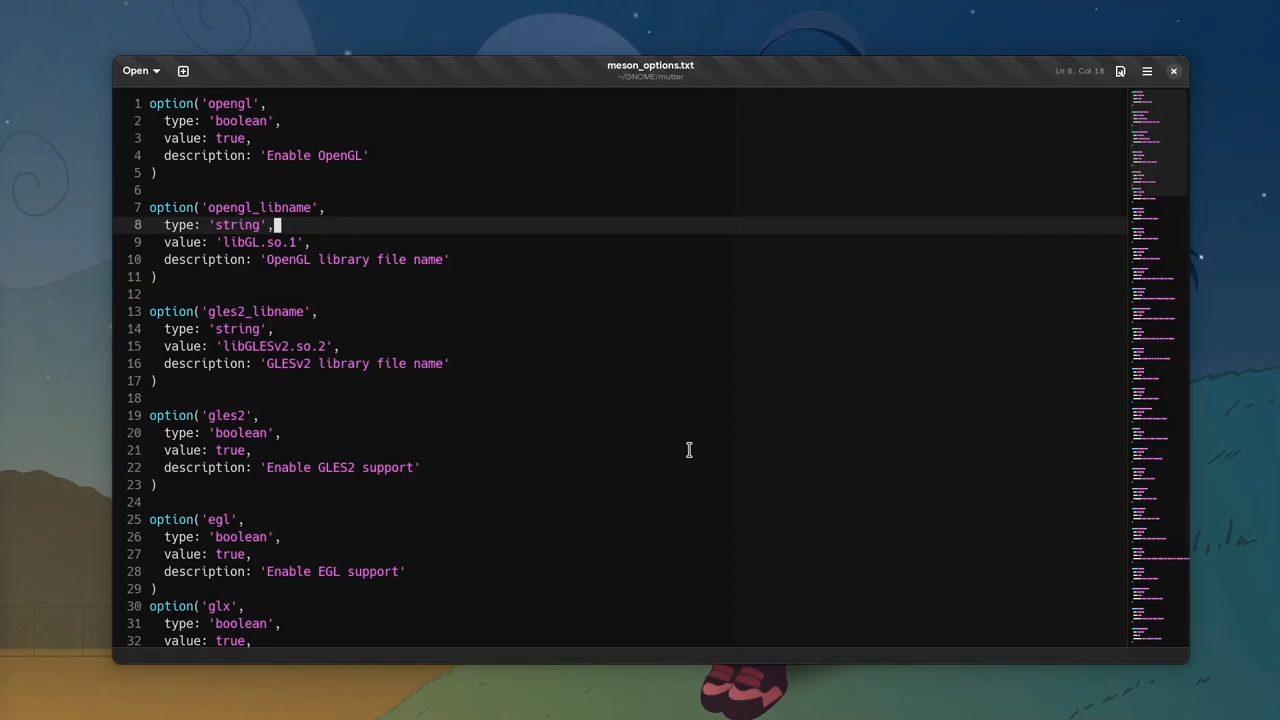 Open
meson_options.txt
~/GNOME/mutter
Ln 8, Col 18
1 option('opengl',
2   type: 'boolean',
3   value: true,
4   description: 'Enable OpenGL'
5 )
6
7 option('opengl_libname',
8   type: 'string',
9   value: 'libGL.so.1',
10   description: 'OpenGL library file name'
11 )
12
13 option('gles2_libname',
14   type: 'string',
15   value: 'libGLESv2.so.2',
16   description: 'GLESv2 library file name'
17 )
18
19 option('gles2',
20   type: 'boolean',
21   value: true,
22   description: 'Enable GLES2 support'
23 )
24
25 option('egl',
26   type: 'boolean',
27   value: true,
28   description: 'Enable EGL support'
29 )
30 option('glx',
31   type: 'boolean',
32   value: true,